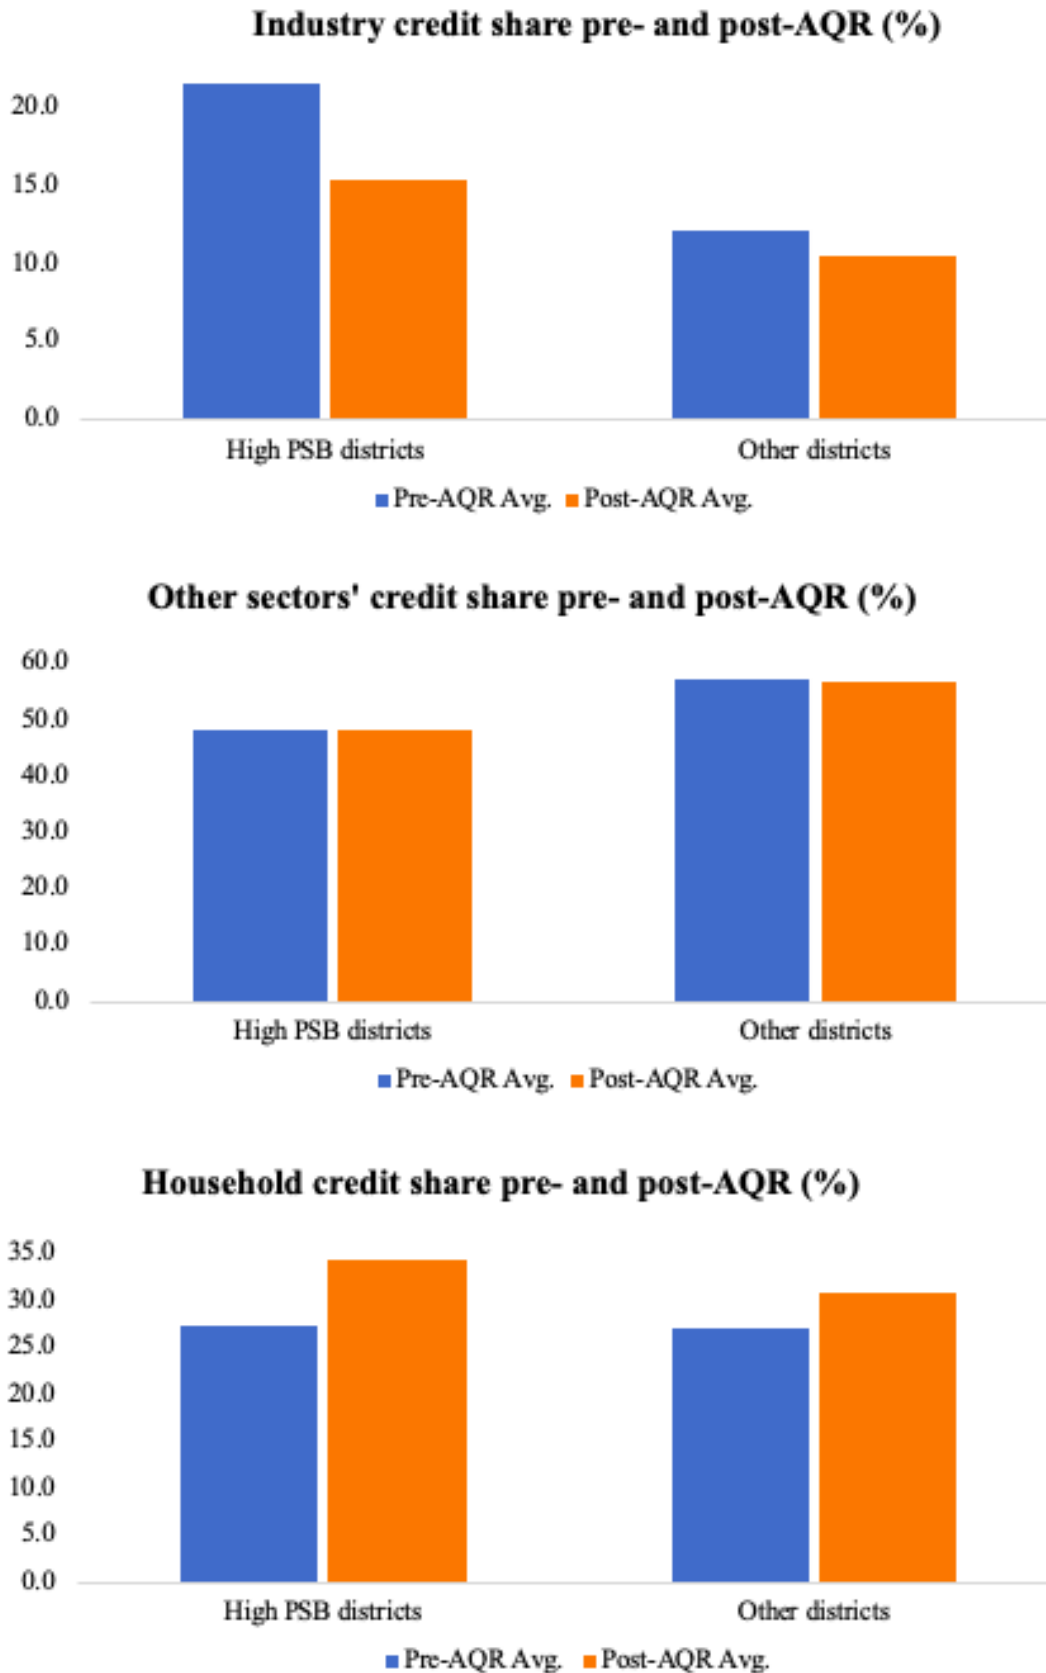 Industry credit share pre- and post-AQR (%)
20.0
15.0
10.0
5.0
0.0
High PSB districts Other districts
Pre-AQR Avg. Post-AQR Avg.
Other sectors' credit share pre- and post-AQR (%)
60.0
50.0
40.0
30.0
20.0
10.0
0.0
High PSB districts Other districts
Pre-AQR Avg. Post-AQR Avg.
Household credit share pre- and post-AQR (%)
35.0
30.0
25.0
20.0
15.0
10.0
5.0
0.0
High PSB districts Other districts
Pre-AQR Avg. Post-AQR Avg.